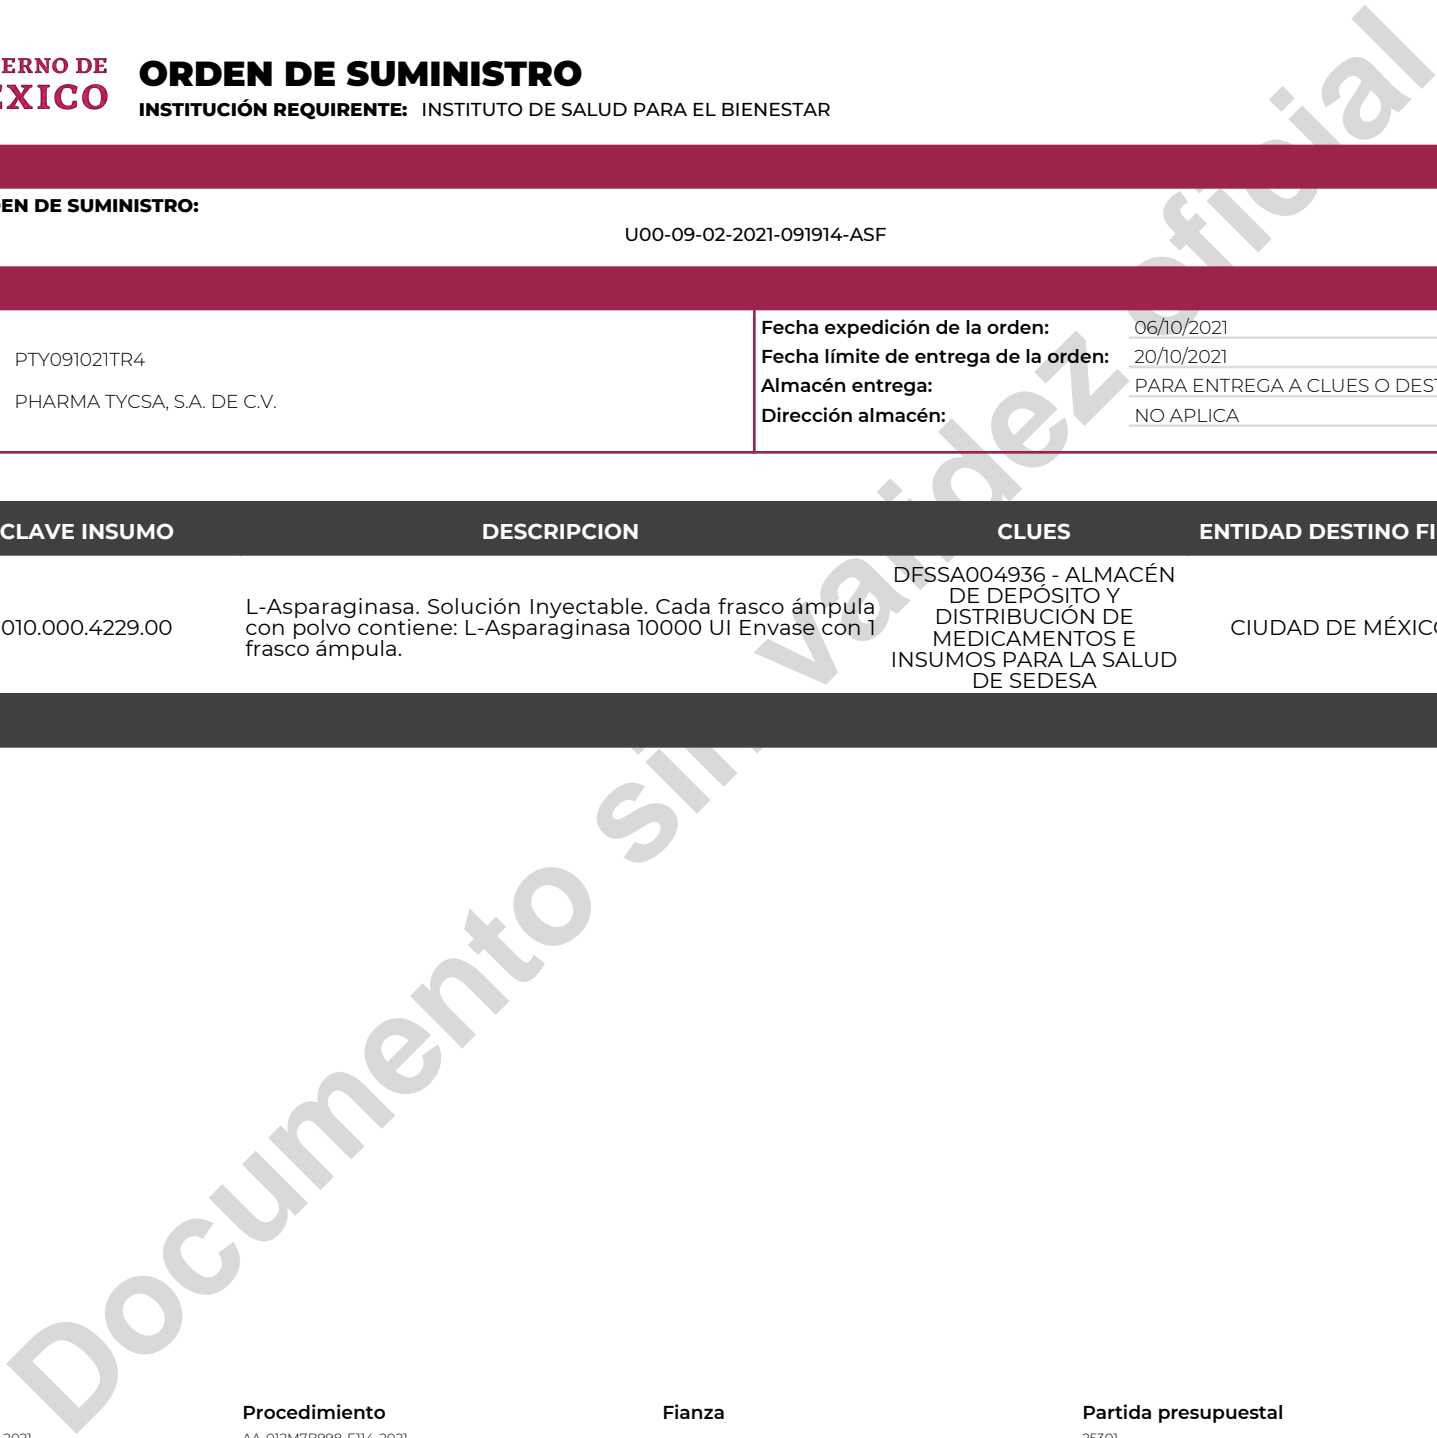 ERNO DE
ÉXICO
ORDEN DE SUMINISTRO
INSTITUCIÓN REQUIRENTE: INSTITUTO DE SALUD PARA EL BIENESTAR
EN DE SUMINISTRO:
U00-09-02-2021-091914-ASF
PTY091021TR4
PHARMA TYCSA, S.A. DE C.V.
Fecha expedición de la orden: 06/10/2021
Fecha límite de entrega de la orden: 20/10/2021
Almacén entrega: PARA ENTREGA A CLUES O DEST
Dirección almacén: NO APLICA
CLAVE INSUMO DESCRIPCION CLUES ENTIDAD DESTINO FI
010.000.4229.00
L-Asparaginasa. Solución Inyectable. Cada frasco ámpula
con polvo contiene: L-Asparaginasa 10000 UI Envase con 1
frasco ámpula.
DFSSA004936 - ALMACÉN
DE DEPÓSITO Y
DISTRIBUCIÓN DE
MEDICAMENTOS E
INSUMOS PARA LA SALUD
DE SEDESA
CIUDAD DE MÉXICO
Documento sin validez oficial
Procedimiento Fianza Partida presupuestal